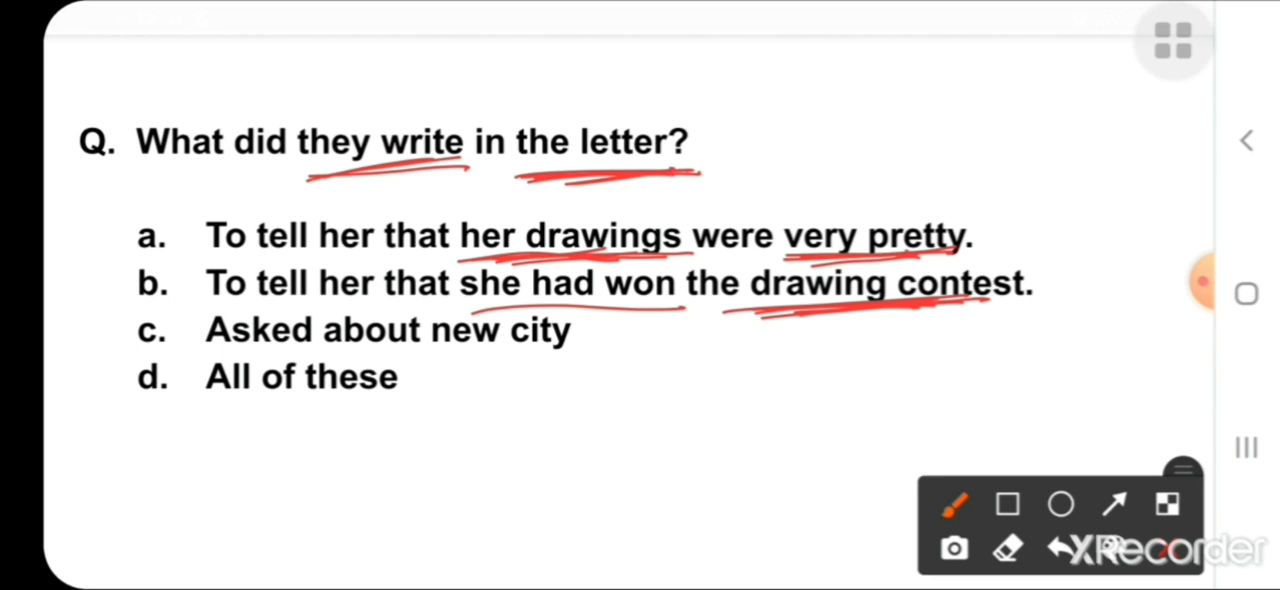 Q. What did they write in the letter?
a. To tell her that her drawings were very pretty.
b. To tell her that she had won the drawing contest.
c. Asked about new city
d. All of these
XRecorder